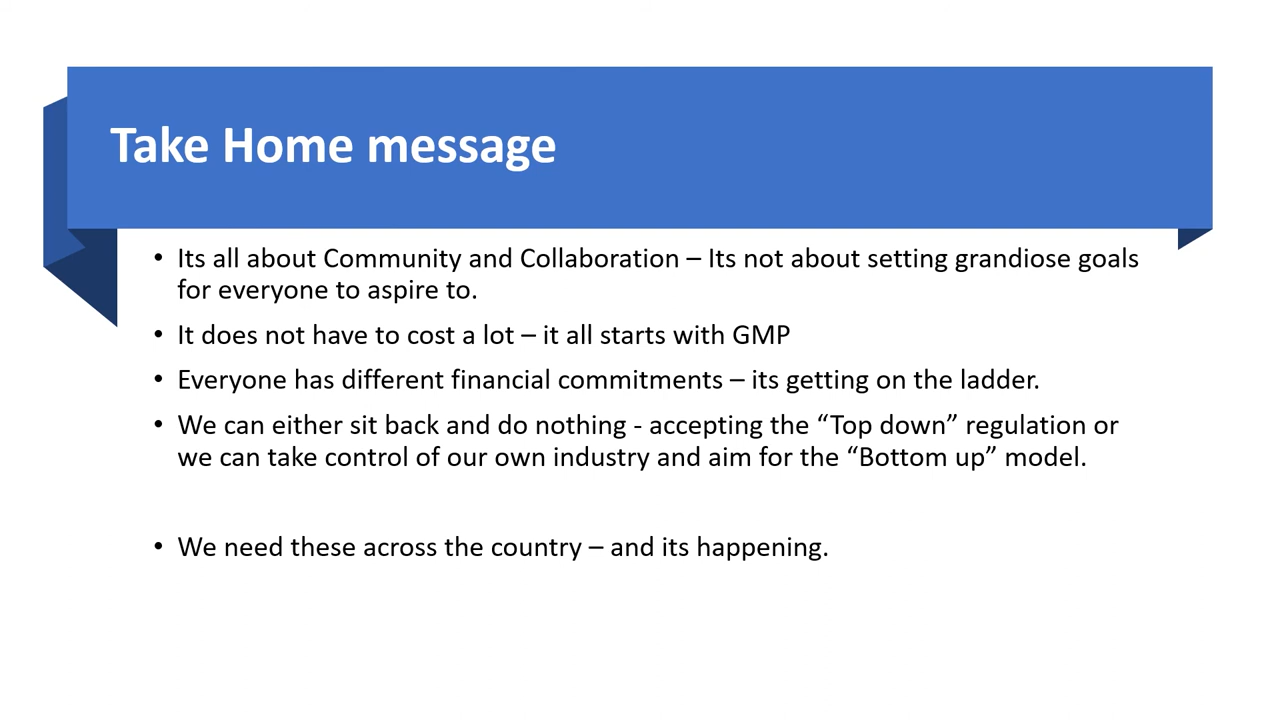 Take Home message
• Its all about Community and Collaboration – Its not about setting grandiose goals
for everyone to aspire to.
• It does not have to cost a lot – it all starts with GMP
• Everyone has different financial commitments – its getting on the ladder.
• We can either sit back and do nothing - accepting the “Top down” regulation or
we can take control of our own industry and aim for the “Bottom up” model.
• We need these across the country – and its happening.